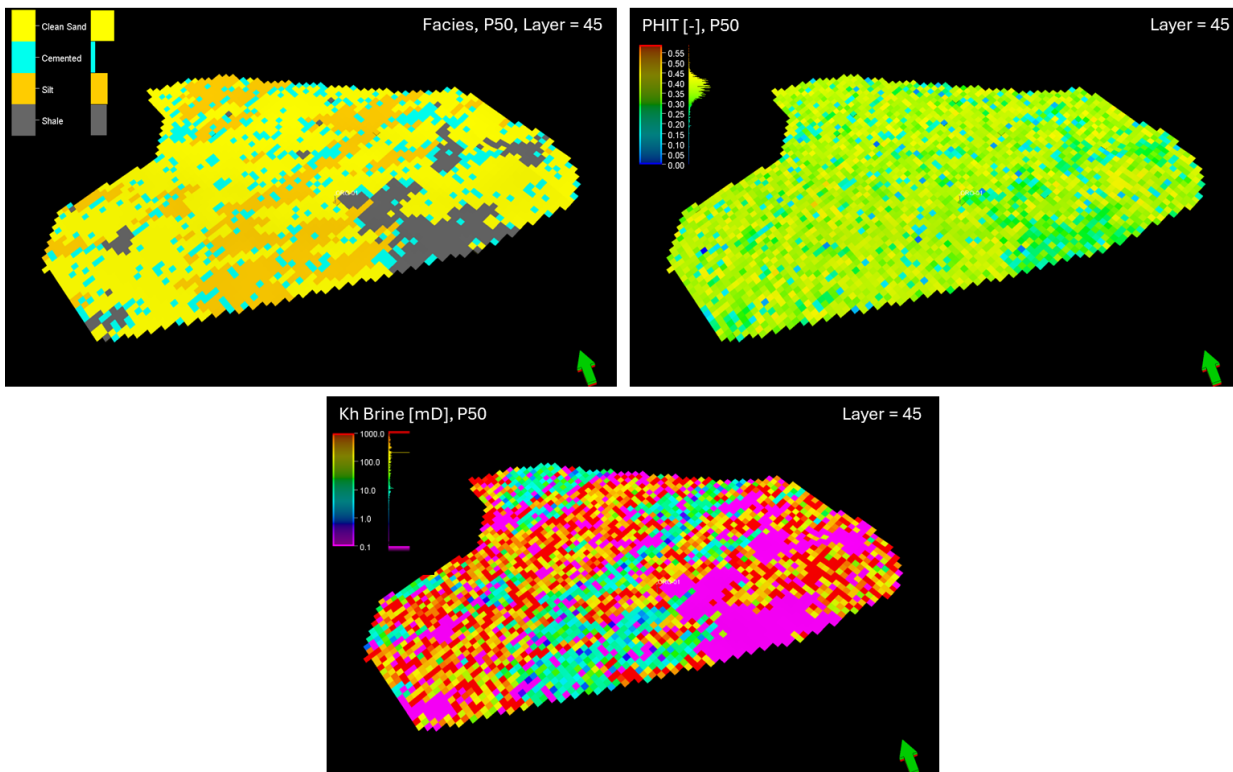 Facies, P50, Layer = 45
Clean Sand
Cemented
Silt
Shale
PHIT [-], P50
Layer = 45
0.55
0.50
0.45
0.40
0.35
0.30
0.25
0.20
0.15
0.10
0.05
0.00
Kh Brine [mD], P50
Layer = 45
1000.0
100.0
10.0
1.0
0.1